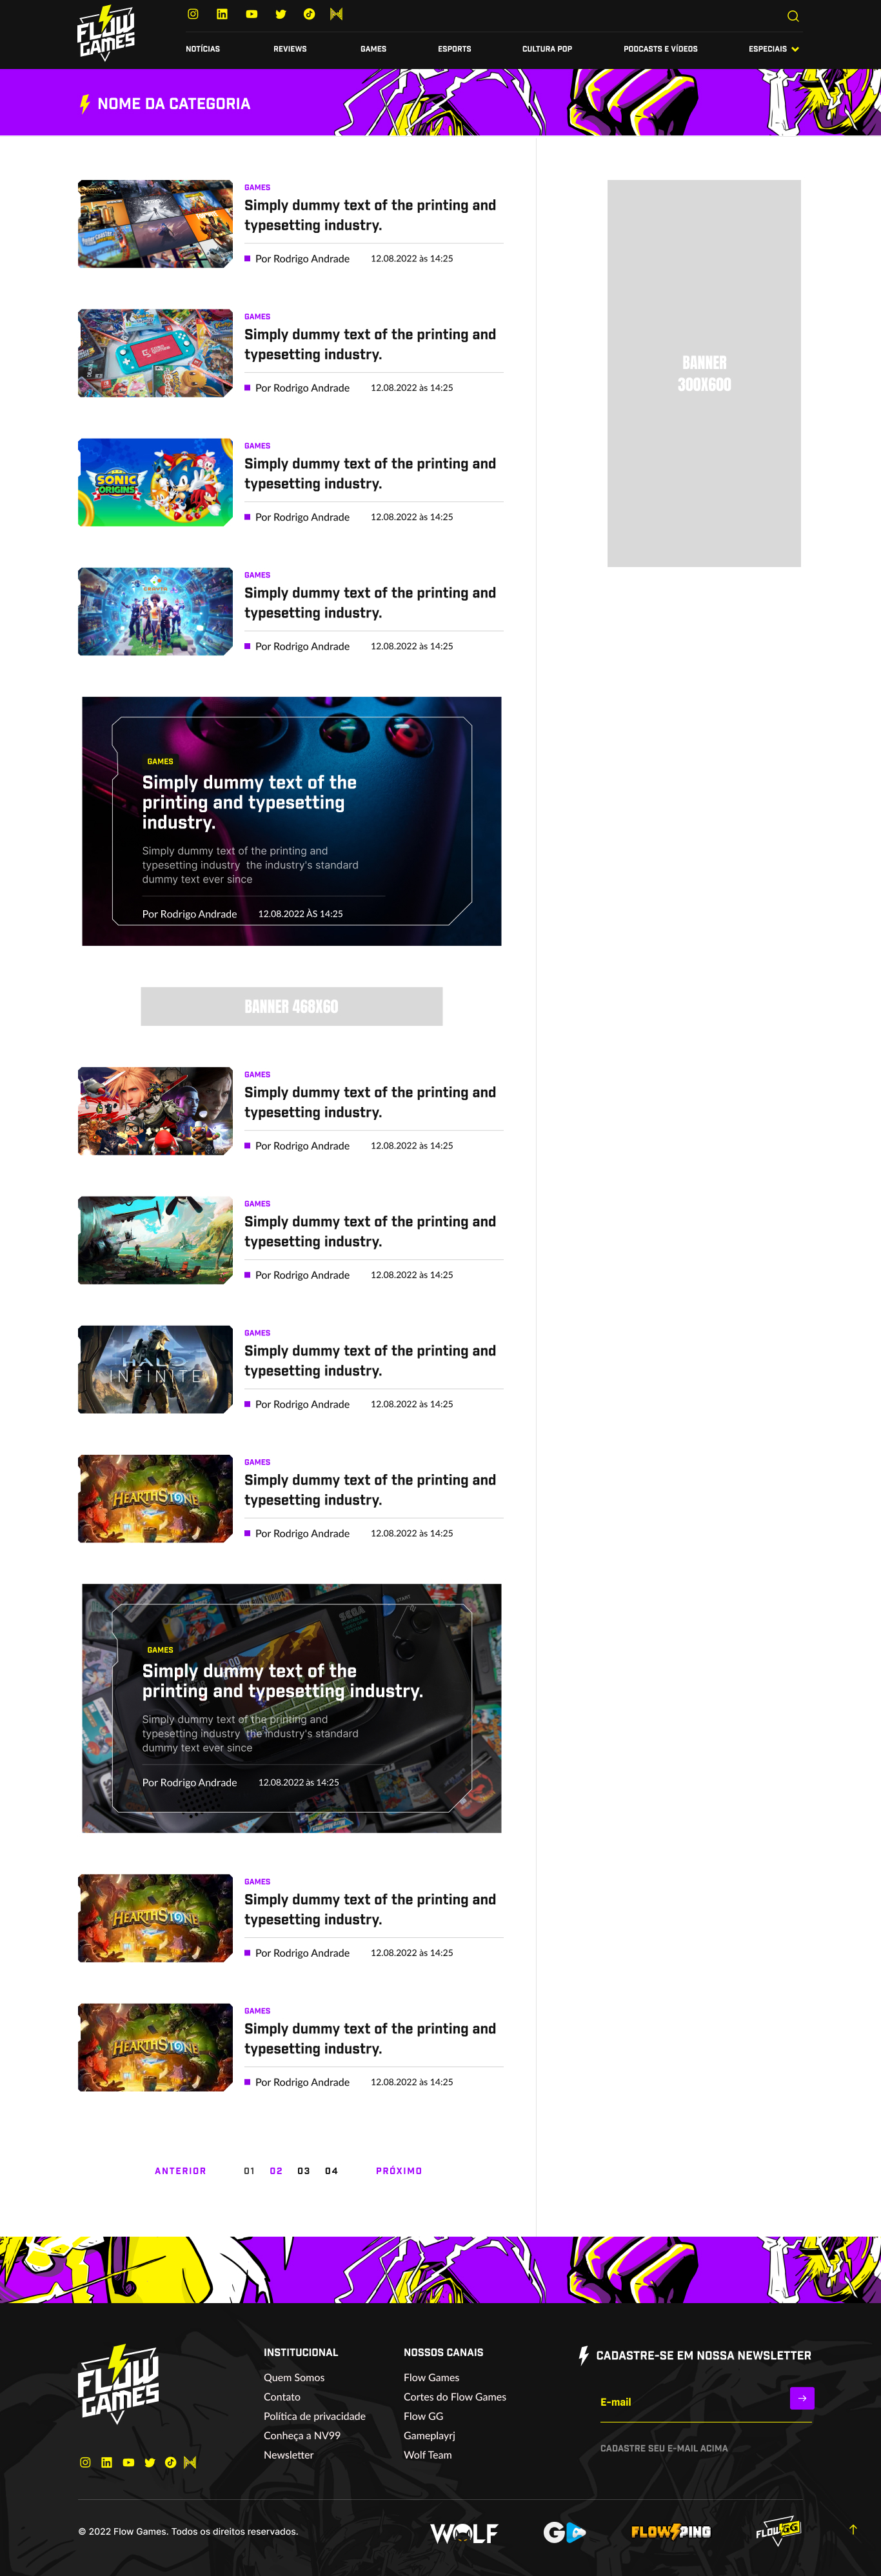 FLOW
GAMES
NOTÍCIAS
REVIEWS
GAMES
ESPORTS
CULTURA POP
PODCASTS E VÍDEOS
ESPECIAIS
NOME DA CATEGORIA
GAMES
Simply dummy text of the printing and
typesetting industry.
Por Rodrigo Andrade 12.08.2022 às 14:25
GAMES
Simply dummy text of the printing and
typesetting industry.
Por Rodrigo Andrade 12.08.2022 às 14:25
SONIC
ORIGINS
GAMES
Simply dummy text of the printing and
typesetting industry.
Por Rodrigo Andrade 12.08.2022 às 14:25
GAMES
Simply dummy text of the printing and
typesetting industry.
Por Rodrigo Andrade 12.08.2022 às 14:25
BANNER
300X600
GAMES
Simply dummy text of the
printing and typesetting
industry.
Simply dummy text of the printing and
typesetting industry the industry's standard
dummy text ever since
Por Rodrigo Andrade 12.08.2022 ÀS 14:25
BANNER 468X60
GAMES
Simply dummy text of the printing and
typesetting industry.
Por Rodrigo Andrade 12.08.2022 às 14:25
GAMES
Simply dummy text of the printing and
typesetting industry.
Por Rodrigo Andrade 12.08.2022 às 14:25
HALO
INFINITE
GAMES
Simply dummy text of the printing and
typesetting industry.
Por Rodrigo Andrade 12.08.2022 às 14:25
HEARTHSTONE
GAMES
Simply dummy text of the printing and
typesetting industry.
Por Rodrigo Andrade 12.08.2022 às 14:25
SEGA
START
GAMES
Simply dummy text of the
printing and typesetting industry.
Simply dummy text of the printing and
typesetting industry the industry's standard
dummy text ever since
Por Rodrigo Andrade 12.08.2022 às 14:25
HEARTHSTONE
GAMES
Simply dummy text of the printing and
typesetting industry.
Por Rodrigo Andrade 12.08.2022 às 14:25
HEARTHSTONE
GAMES
Simply dummy text of the printing and
typesetting industry.
Por Rodrigo Andrade 12.08.2022 às 14:25
ANTERIOR 01 02 03 04 PRÓXIMO
FLOW
GAMES
INSTITUCIONAL
Quem Somos
Contato
Política de privacidade
Conheça a NV99
Newsletter
NOSSOS CANAIS
Flow Games
Cortes do Flow Games
Flow GG
Gameplayrj
Wolf Team
CADASTRE-SE EM NOSSA NEWSLETTER
E-mail
CADASTRE SEU E-MAIL ACIMA
© 2022 Flow Games. Todos os direitos reservados.
WOLF
G
FLOWPING
FLOW GG